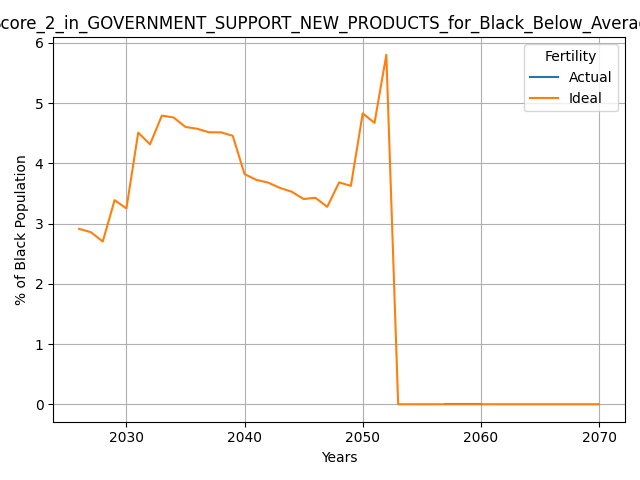 core_2_in_GOVERNMENT_SUPPORT_NEW_PRODUCTS_for_Black_Below_Avera
6
5
4
3
2
1
0
% of Black Population
Fertility
Actual
Ideal
2030 2040 2050 2060 2070
Years